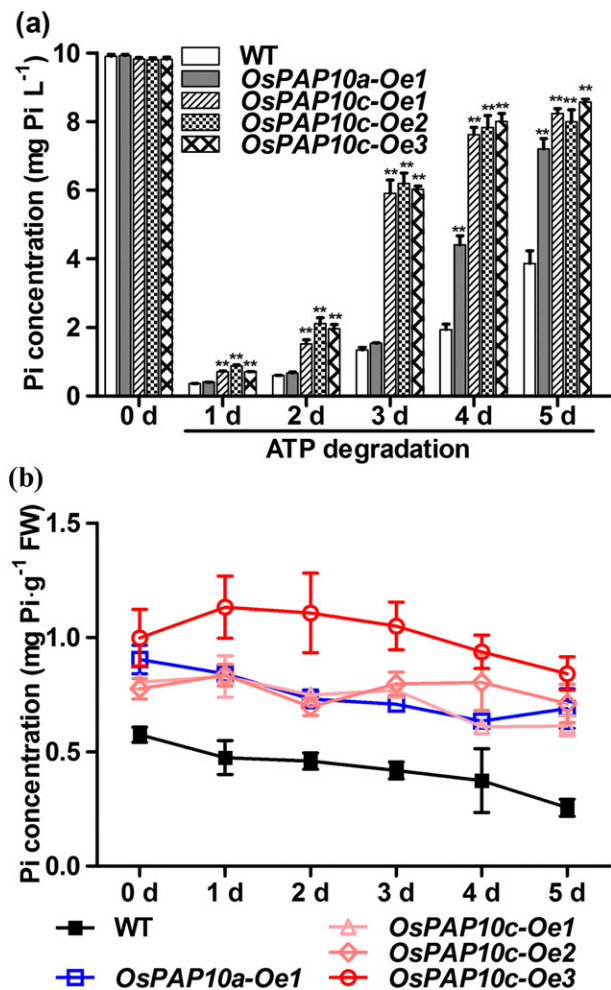 (a)
Pi concentration (mg Pi L⁻¹)
10
8
6
4
2
0
WT
OsPAP10a-Oe1
OsPAP10c-Oe1
OsPAP10c-Oe2
OsPAP10c-Oe3
** ** **
** ** **
** ** **
** ** ** **
** ** ** **
0 d 1 d 2 d 3 d 4 d 5 d
ATP degradation
(b)
Pi concentration (mg Pi·g⁻¹ FW)
1.5
1.0
0.5
0.0
0 d 1 d 2 d 3 d 4 d 5 d
WT
OsPAP10a-Oe1
OsPAP10c-Oe1
OsPAP10c-Oe2
OsPAP10c-Oe3